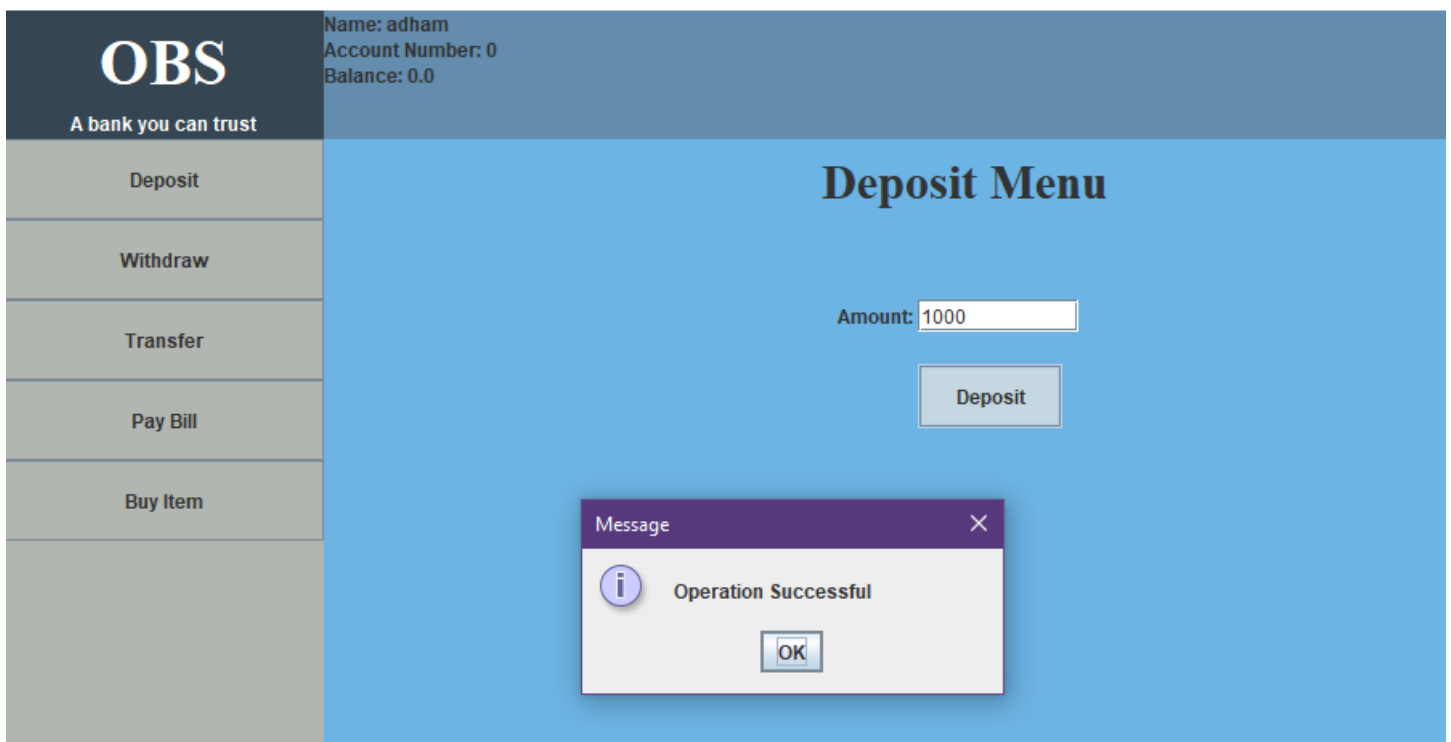 OBS
A bank you can trust
Name: adham
Account Number: 0
Balance: 0.0
Deposit
Withdraw
Transfer
Pay Bill
Buy Item
Deposit Menu
Amount: 1000
Deposit
Message
i
Operation Successful
OK